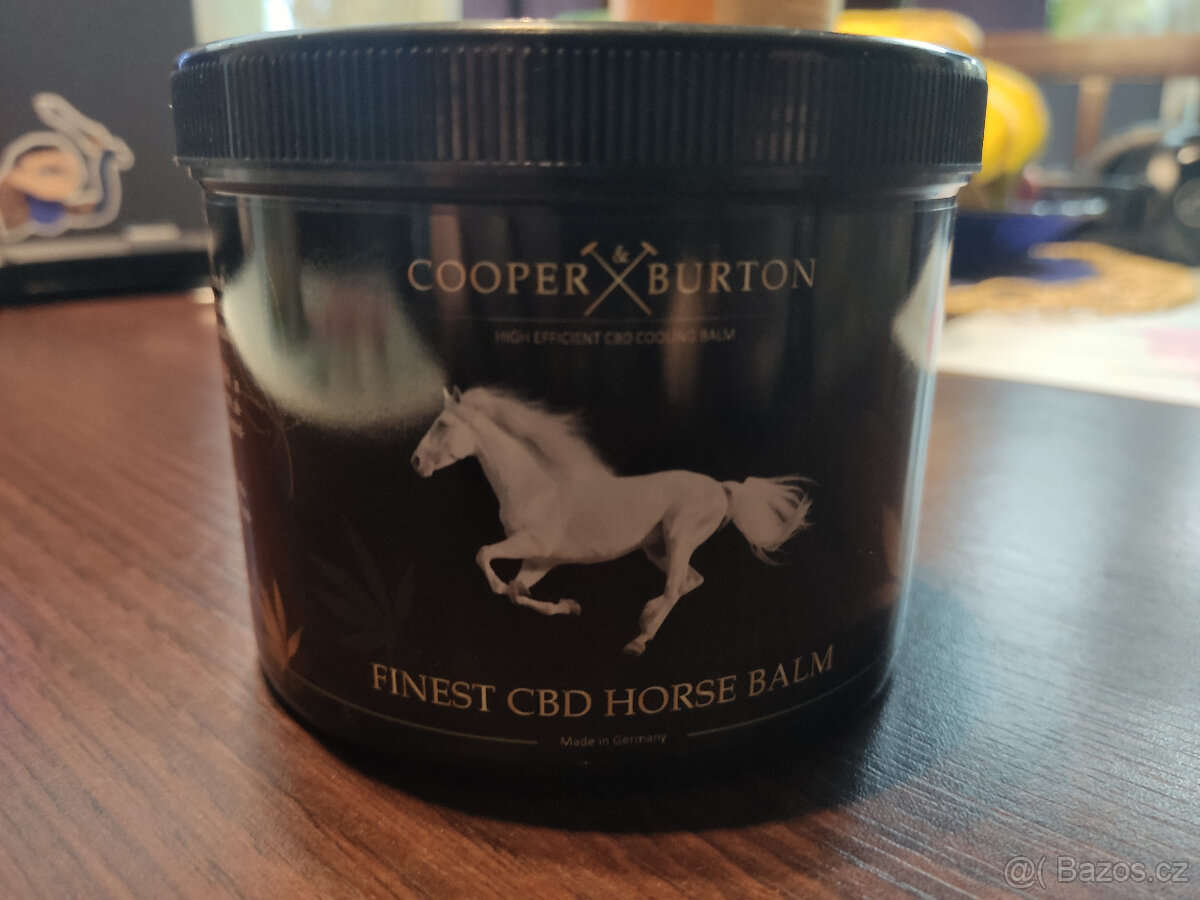 COOPER & BURTON
HIGH EFFICIENT CBD COOLING BALM
FINEST CBD HORSE BALM
Made in Germany
@( Bazos.cz